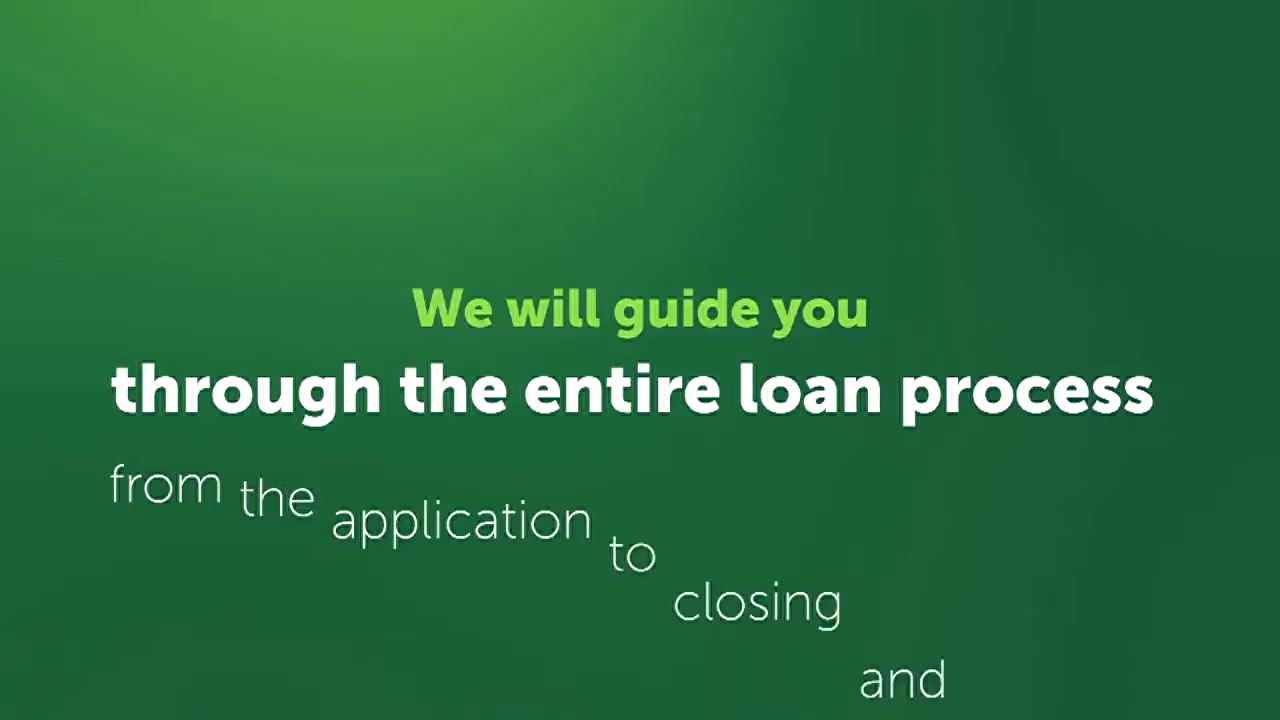 We will guide you
through the entire loan process
from the application to closing and